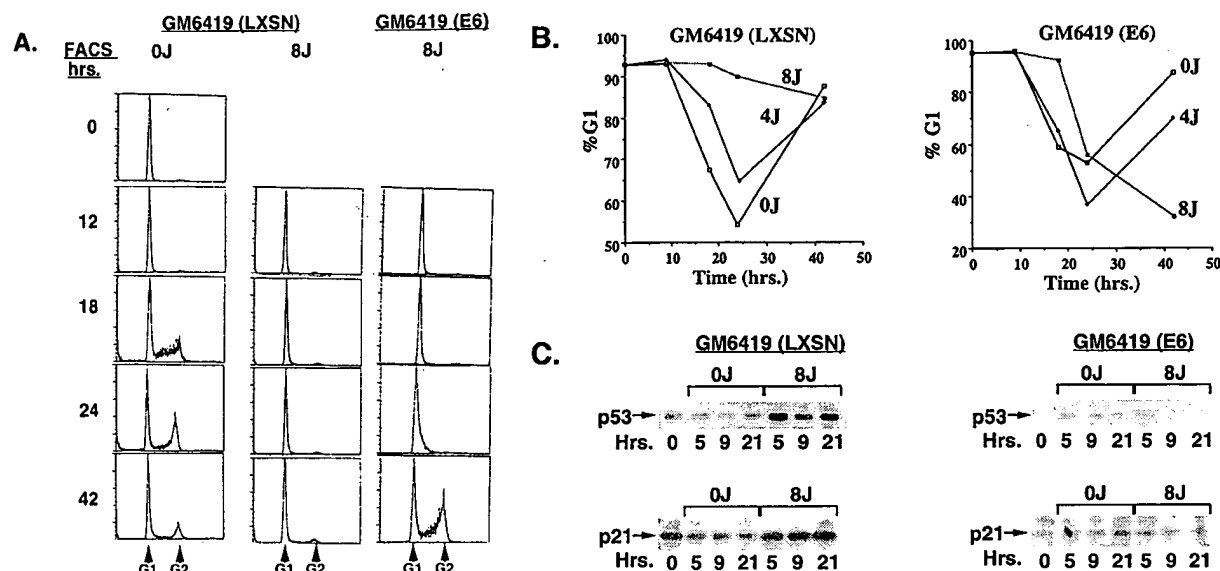 A.
GM6419 (LXSN)
GM6419 (E6)
FACS hrs.
0J
8J
8J
0
12
18
24
42
G1
G2
G1
G2
G1
G2
B.
GM6419 (LXSN)
100
90
80
70
60
50
%G1
8J
4J
0J
0 10 20 30 40 50
Time (hrs.)
GM6419 (E6)
100
80
60
40
20
% G1
0J
4J
8J
0 10 20 30 40 50
Time (hrs.)
C.
GM6419 (LXSN)
0J 8J
p53
Hrs. 0 5 9 21 5 9 21
0J 8J
p21
Hrs. 0 5 9 21 5 9 21
GM6419 (E6)
0J 8J
p53
Hrs. 0 5 9 21 5 9 21
0J 8J
p21
Hrs. 0 5 9 21 5 9 21